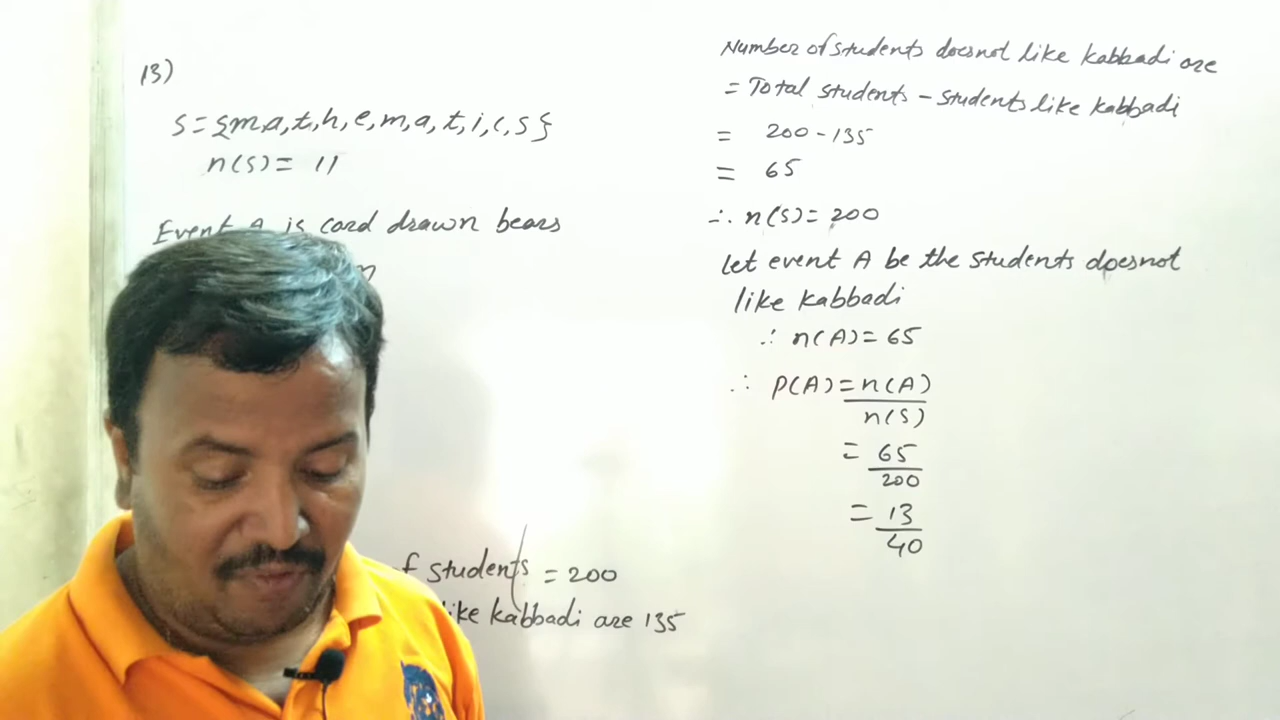 13)
S = {m,a,t,h,e,m,a,t,i,c,s}
n(S) = 11
Event A is card drawn bears
of students = 200
like kabbadi are 135
Number of students doesnot like kabbadi are
= Total students - students like kabbadi
= 200 - 135
= 65
∴ n(S) = 200
Let event A be the students doesnot
like kabbadi
∴ n(A) = 65
∴ P(A) = n(A)
n(S)
= 65
200
= 13
40